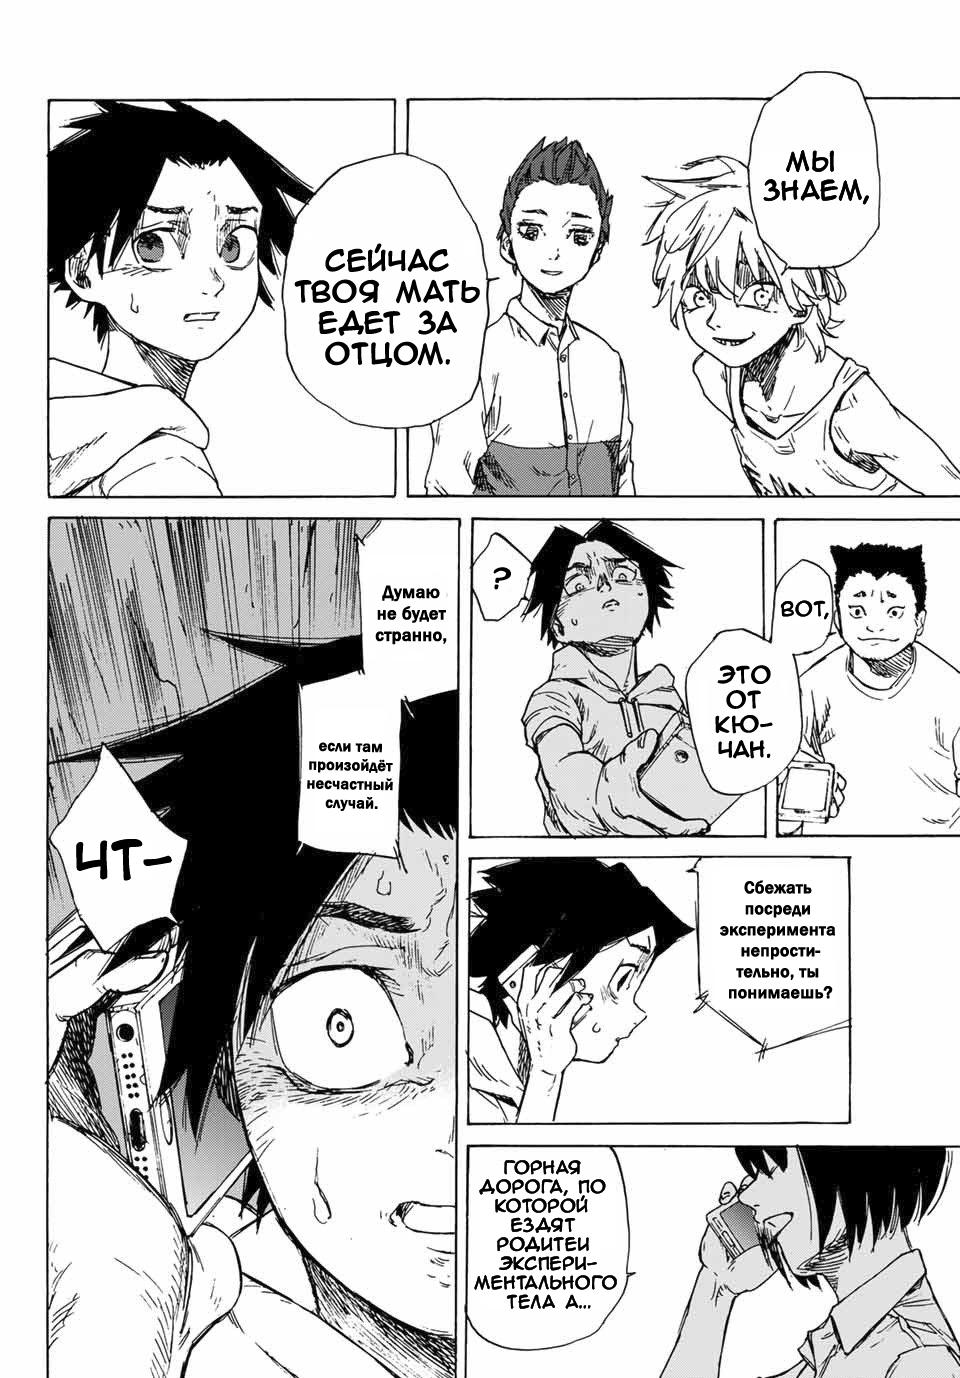 МЫ
ЗНАЕМ,
СЕЙЧАС
ТВОЯ МАТЬ
ЕДЕТ ЗА
ОТЦОМ.
ВОТ,
ЭТО
ОТ
КЮ-
ЧАН.
?
Сбежать
посреди
эксперимента
непрости-
тельно, ты
понимаешь?
ГОРНАЯ
ДОРОГА, ПО
КОТОРОЙ
ЕЗДЯТ
РОДИТЕИ
ЭКСПЕРИ-
МЕНТАЛЬНОГО
ТЕЛА А...
Думаю
не будет
странно,
если там
произойдёт
несчастный
случай.
ЧТ-